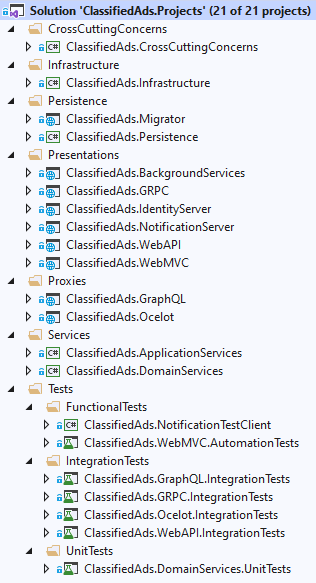 Solution 'ClassifiedAds.Projects' (21 of 21 projects)
CrossCuttingConcerns
C# ClassifiedAds.CrossCuttingConcerns
Infrastructure
C# ClassifiedAds.Infrastructure
Persistence
ClassifiedAds.Migrator
C# ClassifiedAds.Persistence
Presentations
ClassifiedAds.BackgroundServices
ClassifiedAds.GRPC
ClassifiedAds.IdentityServer
ClassifiedAds.NotificationServer
ClassifiedAds.WebAPI
ClassifiedAds.WebMVC
Proxies
ClassifiedAds.GraphQL
ClassifiedAds.Ocelot
Services
C# ClassifiedAds.ApplicationServices
C# ClassifiedAds.DomainServices
Tests
FunctionalTests
C# ClassifiedAds.NotificationTestClient
ClassifiedAds.WebMVC.AutomationTests
IntegrationTests
ClassifiedAds.GraphQL.IntegrationTests
ClassifiedAds.GRPC.IntegrationTests
ClassifiedAds.Ocelot.IntegrationTests
ClassifiedAds.WebAPI.IntegrationTests
UnitTests
ClassifiedAds.DomainServices.UnitTests